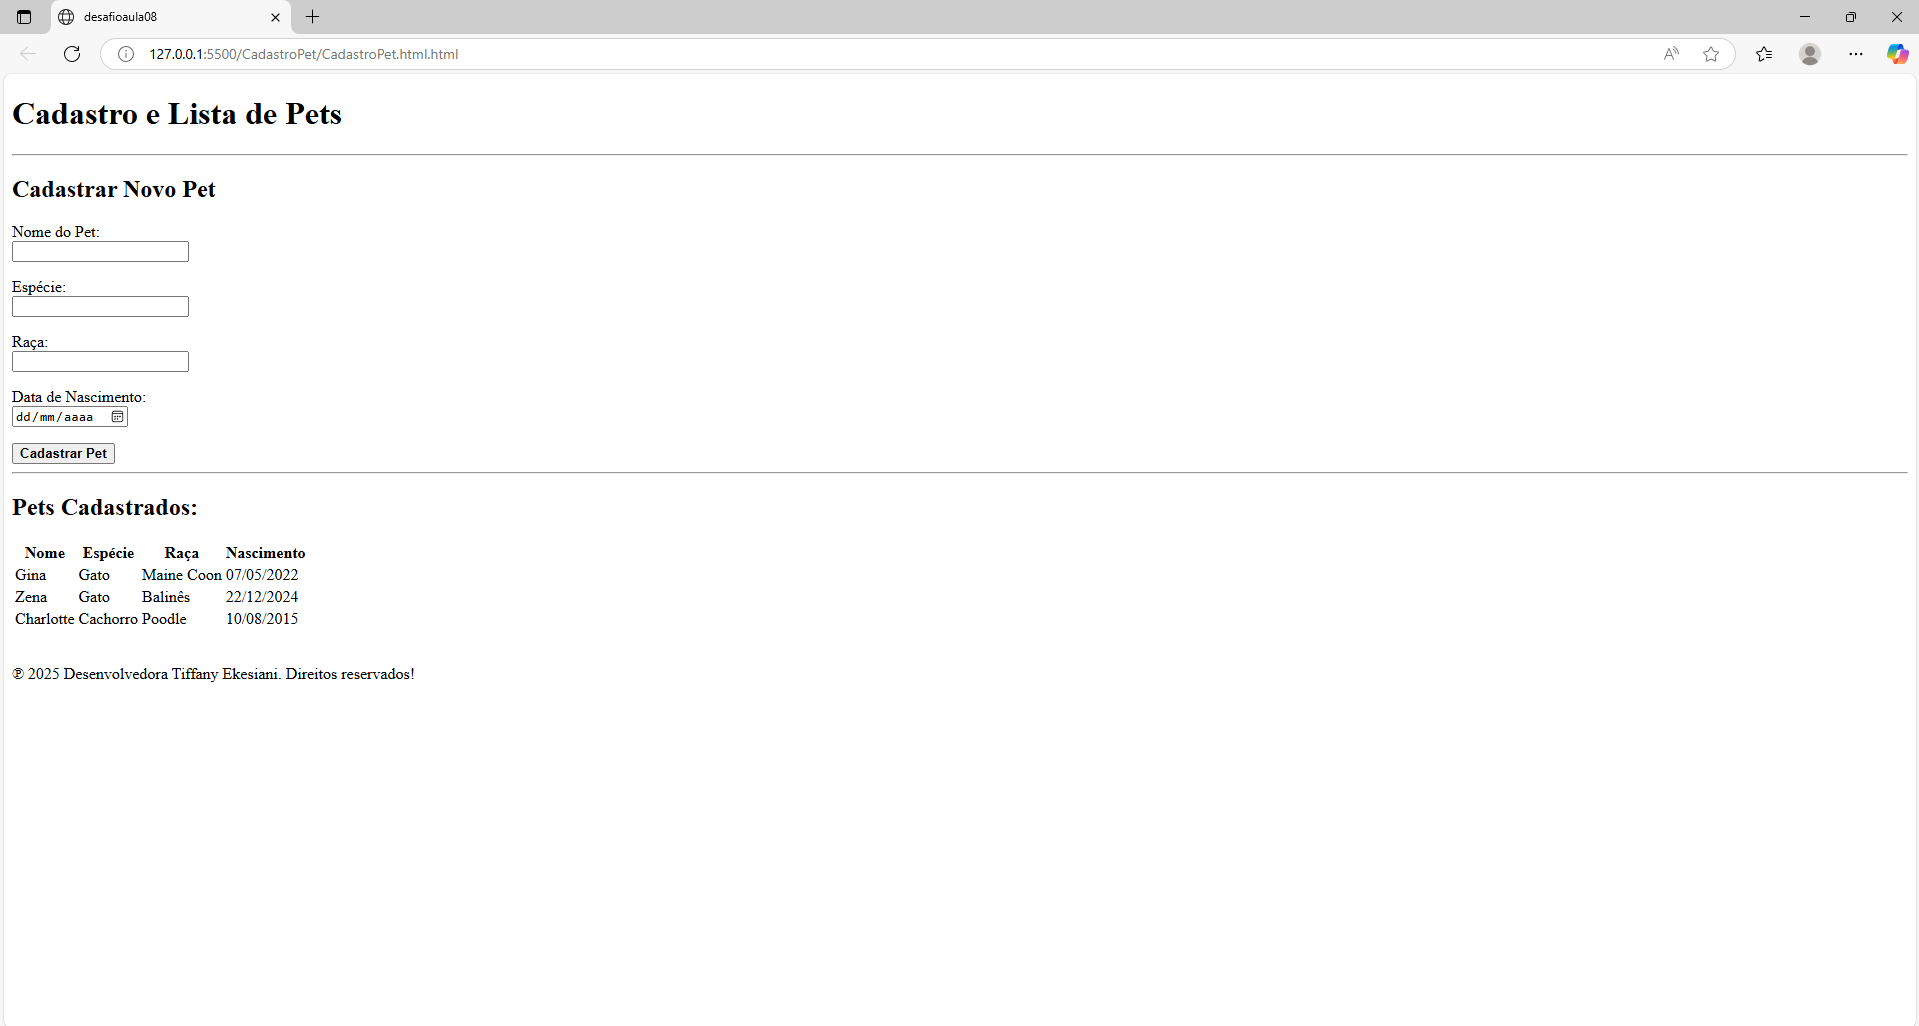 desafioaula08
127.0.0.1:5500/CadastroPet/CadastroPet.html.html
Cadastro e Lista de Pets
Cadastrar Novo Pet
Nome do Pet:
Espécie:
Raça:
Data de Nascimento:
dd/mm/aaaa
Cadastrar Pet
Pets Cadastrados:
Nome Espécie Raça Nascimento
Gina Gato Maine Coon 07/05/2022
Zena Gato Balinês 22/12/2024
Charlotte Cachorro Poodle 10/08/2015
℗ 2025 Desenvolvedora Tiffany Ekesiani. Direitos reservados!